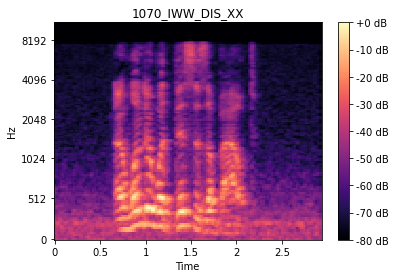 1070_IWW_DIS_XX
+0 dB
8192
-10 dB
4096
-20 dB
-30 dB
2048
Hz
-40 dB
1024
-50 dB
512
-60 dB
-70 dB
0
-80 dB
0 0.5 1 1.5 2 2.5
Time